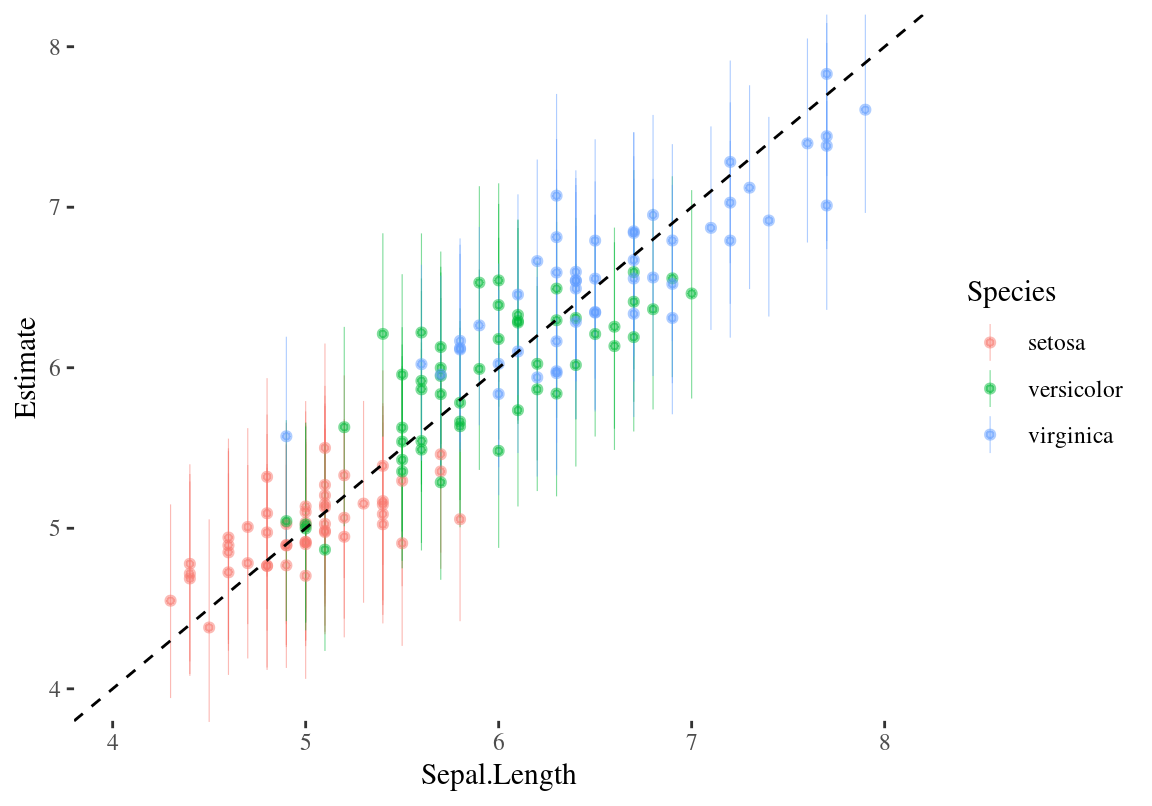 8
7
6
5
4
Estimate
4 5 6 7 8
Sepal.Length
Species
setosa
versicolor
virginica